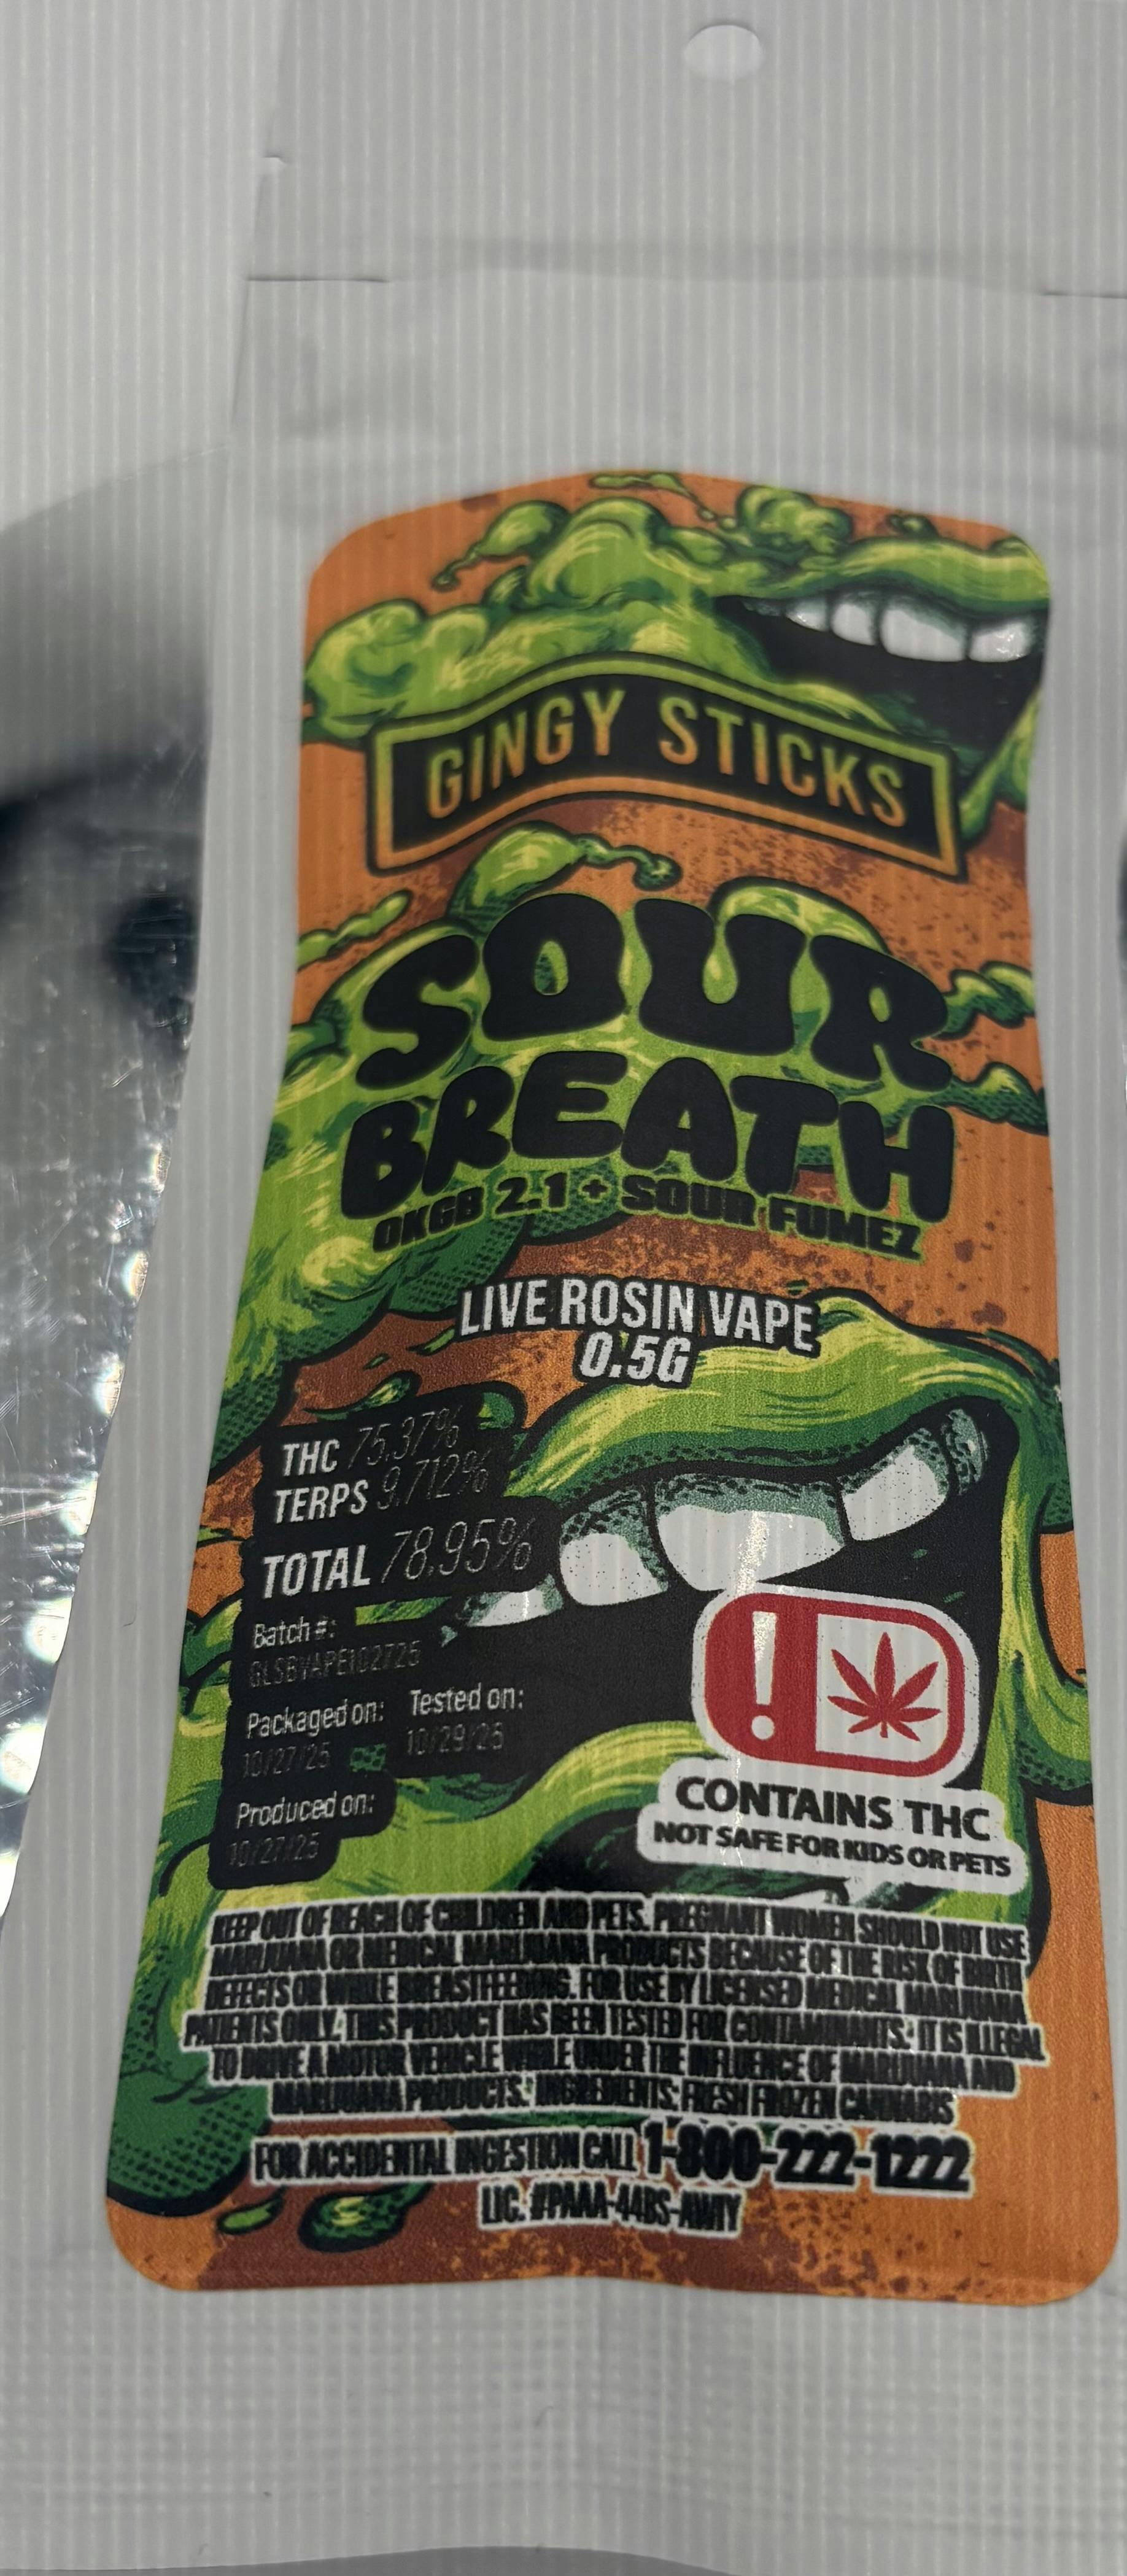 GINGY STICKS
SOUR
BREATH
OKGB 2.1 + SOUR FUMEZ
LIVE ROSIN VAPE
0.5G
THC 75.37%
TERPS 9.712%
TOTAL 78.95%
Batch #:
GLSBVAPE102725
Packaged on: Tested on:
10/27/25 10/29/25
Produced on:
10/27/25
CONTAINS THC
NOT SAFE FOR KIDS OR PETS
KEEP OUT OF REACH OF CHILDREN AND PETS. PREGNANT WOMEN SHOULD NOT USE
MARIJUANA OR MEDICAL MARIJUANA PRODUCTS BECAUSE OF THE RISK OF BIRTH
DEFECTS OR WHILE BREASTFEEDING. FOR USE BY LICENSED MEDICAL MARIJUANA
PATIENTS ONLY. THIS PRODUCT HAS BEEN TESTED FOR CONTAMINANTS. IT IS ILLEGAL
TO DRIVE A MOTOR VEHICLE WHILE UNDER THE INFLUENCE OF MARIJUANA AND
MARIJUANA PRODUCTS. INGREDIENTS: FRESH FROZEN CANNABIS
FOR ACCIDENTAL INGESTION CALL 1-800-222-1222
LIC. #PAAA-44BS-AWIY